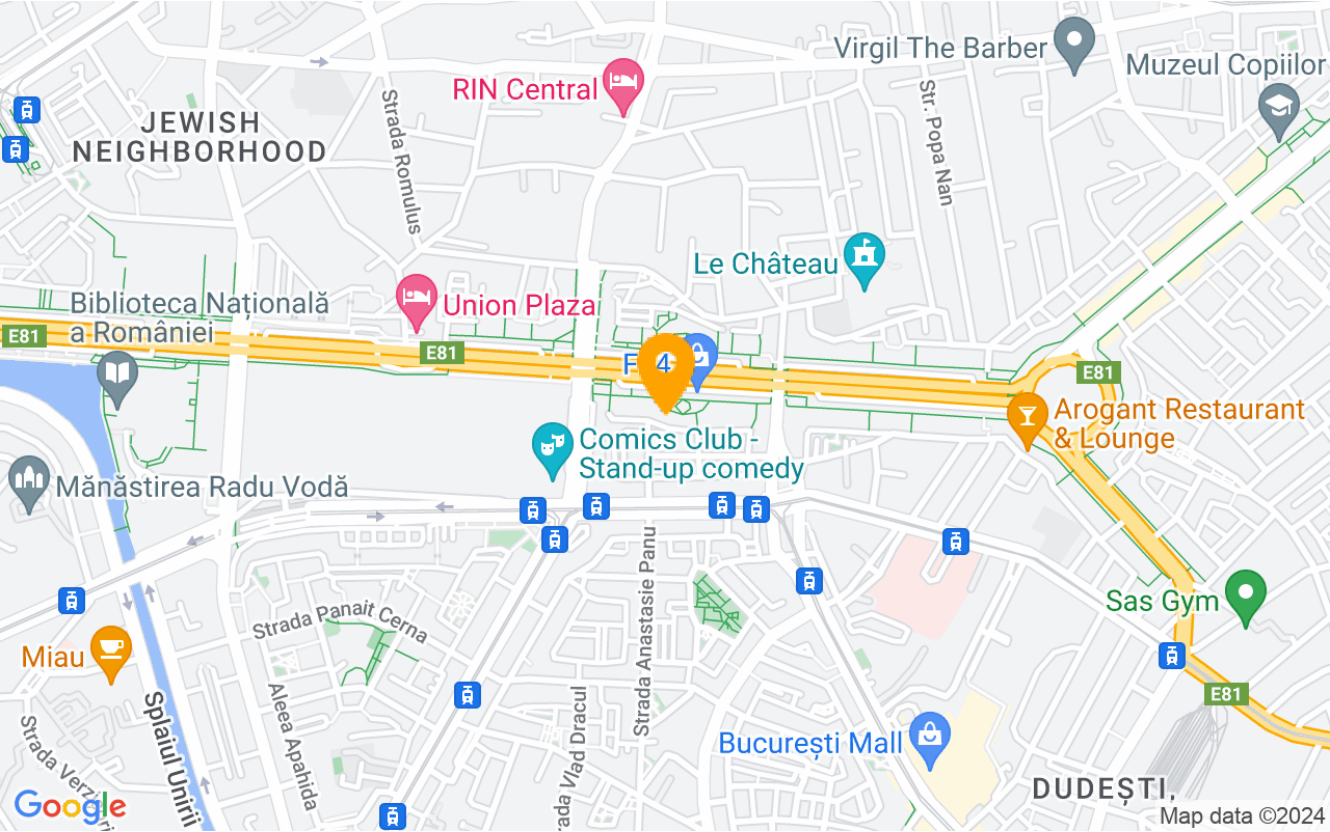 Virgil The Barber
Muzeul Copiilor
RIN Central
JEWISH
NEIGHBORHOOD
Strada Romulus
Str. Popa Nan
Le Château
Biblioteca Națională
a României
Union Plaza
E81
E81
E81
F
4
Arogant Restaurant
& Lounge
Comics Club -
Stand-up comedy
Mănăstirea Radu Vodă
Strada Anastasie Panu
Sas Gym
Strada Panait Cerna
Miau
E81
Aleea Apahida
Splaiul Unirii
Vlad Dracul
București Mall
Strada
DUDEȘTI,
Google
Map data ©2024